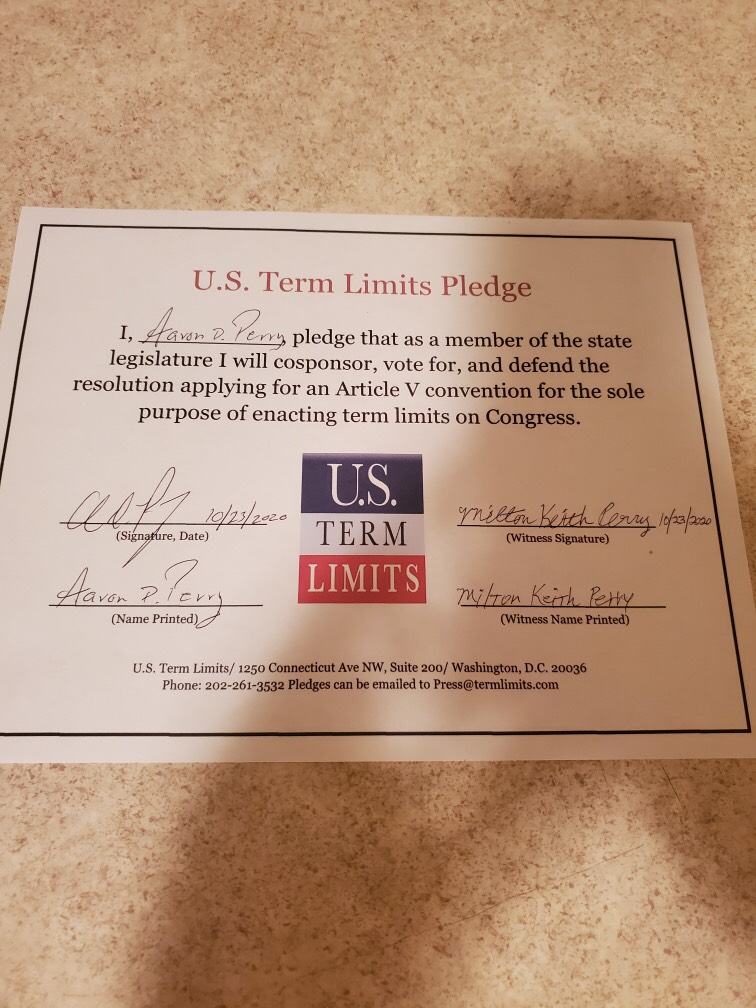 U.S. Term Limits Pledge
I, Aaron D. Perry, pledge that as a member of the state
legislature I will cosponsor, vote for, and defend the
resolution applying for an Article V convention for the sole
purpose of enacting term limits on Congress.
10/23/2020
(Signature, Date)
Aaron D. Perry
(Name Printed)
U.S.
TERM
LIMITS
Milton Keith Perry 10/23/2020
(Witness Signature)
Milton Keith Perry
(Witness Name Printed)
U.S. Term Limits/ 1250 Connecticut Ave NW, Suite 200/ Washington, D.C. 20036
Phone: 202-261-3532 Pledges can be emailed to Press@termlimits.com